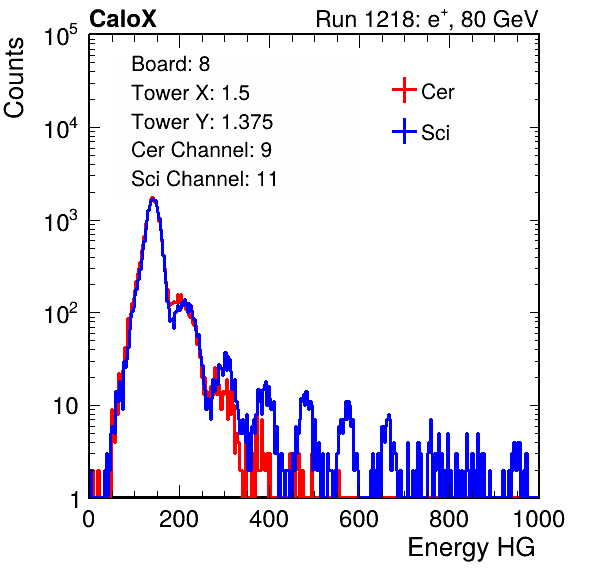 CaloX Run 1218: e⁺, 80 GeV
Counts
10⁵
10⁴
10³
10²
10
1
Board: 8
Tower X: 1.5
Tower Y: 1.375
Cer Channel: 9
Sci Channel: 11
Cer
Sci
0 200 400 600 800 1000
Energy HG